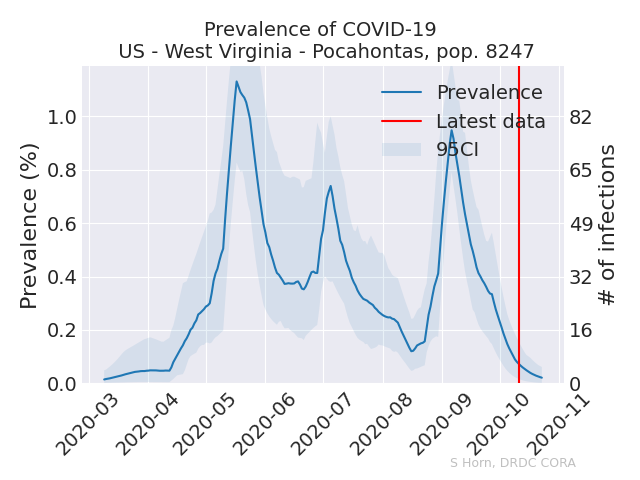 Prevalence of COVID-19
US - West Virginia - Pocahontas, pop. 8247
Prevalence (%)
1.0
0.8
0.6
0.4
0.2
0.0
Prevalence
Latest data
95CI
82
65
49
32
16
0
# of infections
2020-03
2020-04
2020-05
2020-06
2020-07
2020-08
2020-09
2020-10
2020-11
S Horn, DRDC CORA